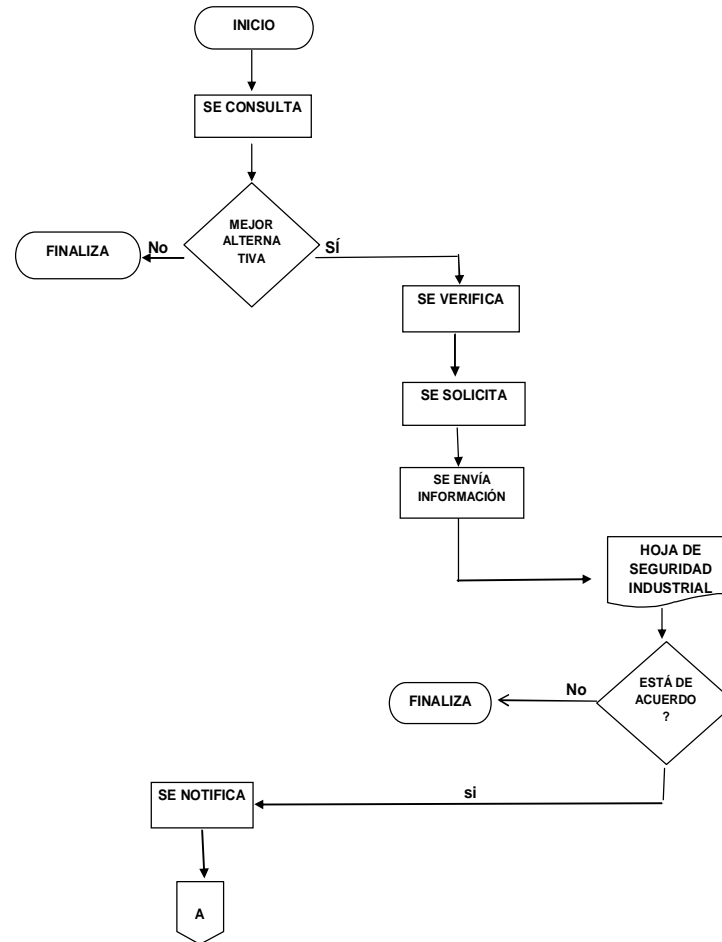 INICIO
SE CONSULTA
MEJOR
ALTERNA
TIVA
FINALIZA
No
SÍ
SE VERIFICA
SE SOLICITA
SE ENVÍA
INFORMACIÓN
HOJA DE
SEGURIDAD
INDUSTRIAL
ESTÁ DE
ACUERDO
?
No
FINALIZA
si
SE NOTIFICA
A